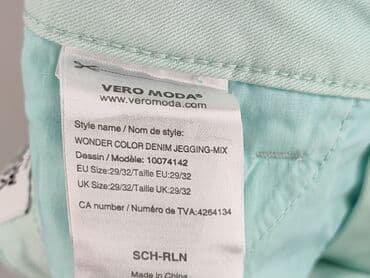 VERO MODA®
www.veromoda.com
Style name / Nom de style:
WONDER COLOR DENIM JEGGING-MIX
Dessin / Modèle: 10074142
EU Size:29/32/Taille EU:29/32
UK Size:29/32/Taille UK:29/32
CA number / Numéro de TVA:4264134
SCH-RLN
Made in China